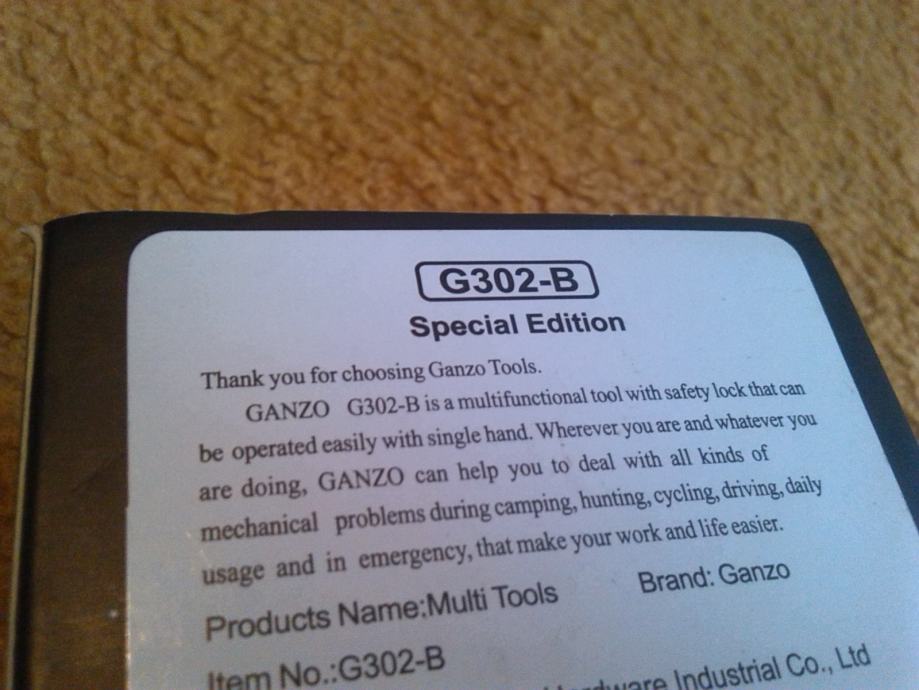 G302-B
Special Edition
Thank you for choosing Ganzo Tools.
GANZO G302-B is a multifunctional tool with safety lock that can
be operated easily with single hand. Wherever you are and whatever you
are doing, GANZO can help you to deal with all kinds of
mechanical problems during camping, hunting, cycling, driving, daily
usage and in emergency, that make your work and life easier.
Products Name:Multi Tools Brand: Ganzo
Item No.:G302-B
Hardware Industrial Co., Ltd